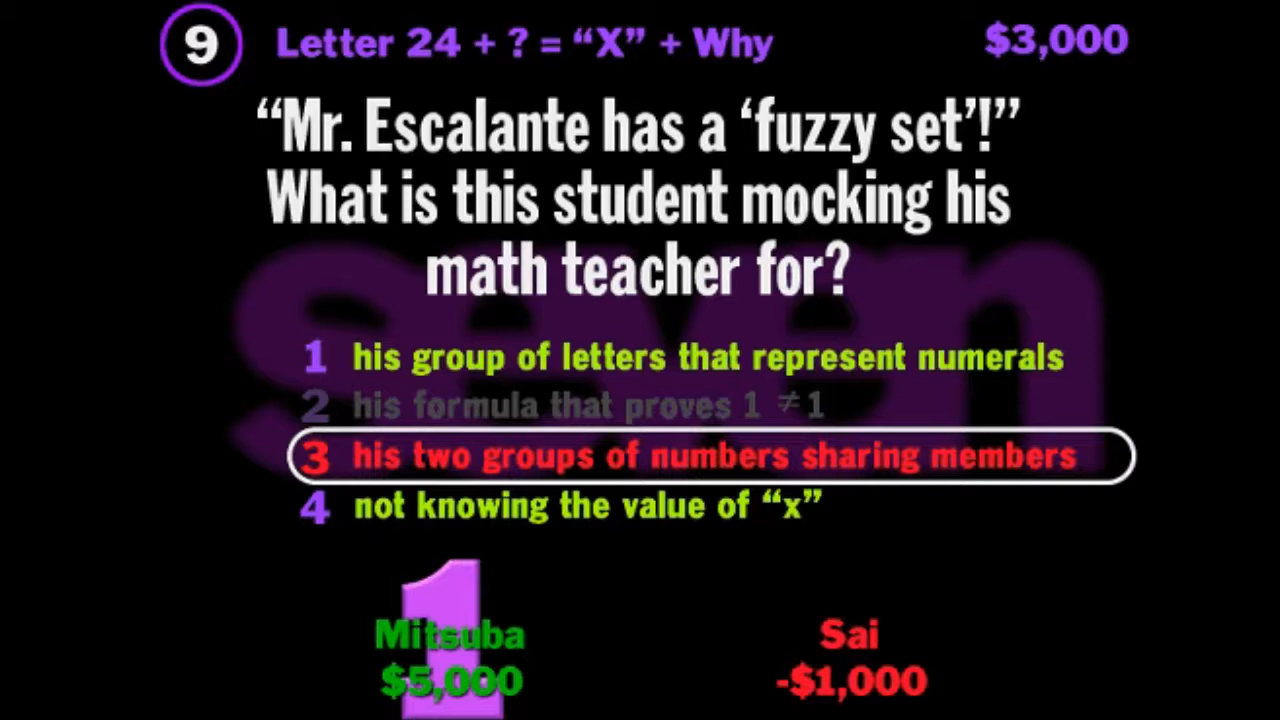 9 Letter 24 + ? = “X” + Why $3,000
“Mr. Escalante has a ‘fuzzy set’!”
What is this student mocking his
math teacher for?
seven
1 his group of letters that represent numerals
2 his formula that proves 1 ≠ 1
3 his two groups of numbers sharing members
4 not knowing the value of “x”
1
Mitsuba Sai
$5,000 -$1,000